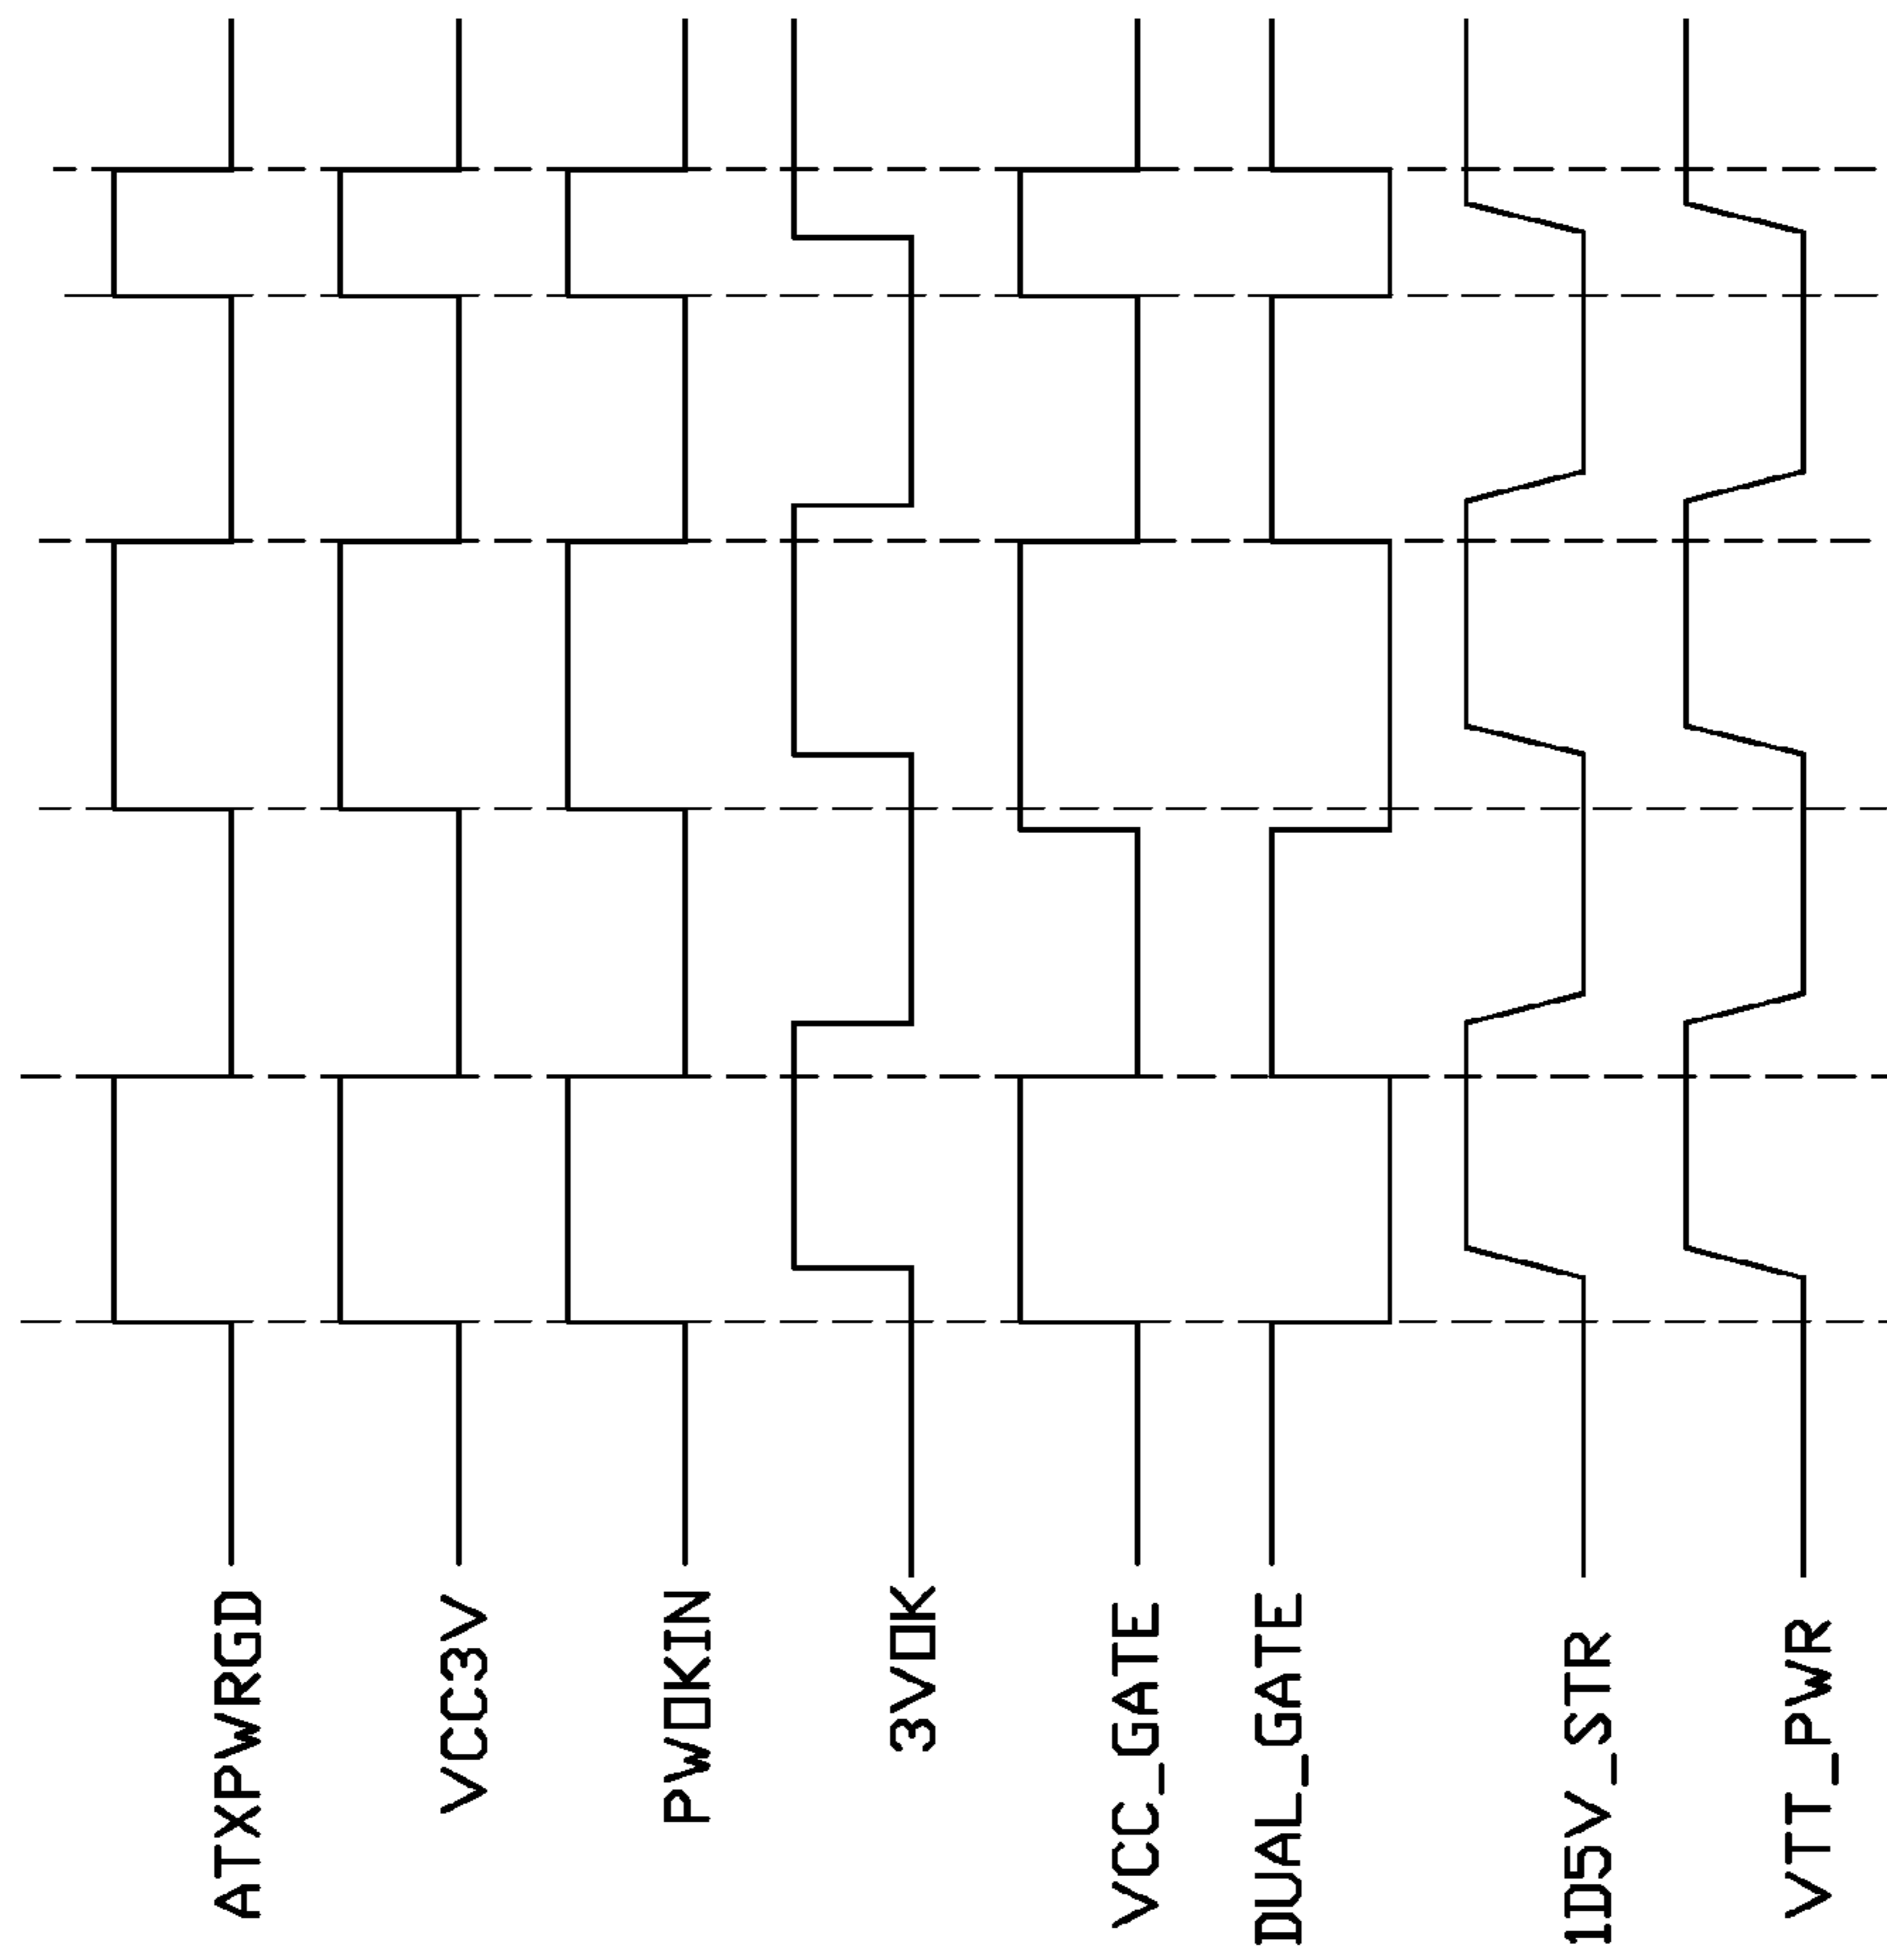 ATXPWRGD
VCC3V
PWOKIN
3VOK
VCC_GATE
DUAL_GATE
1D5V_STR
VTT_PWR